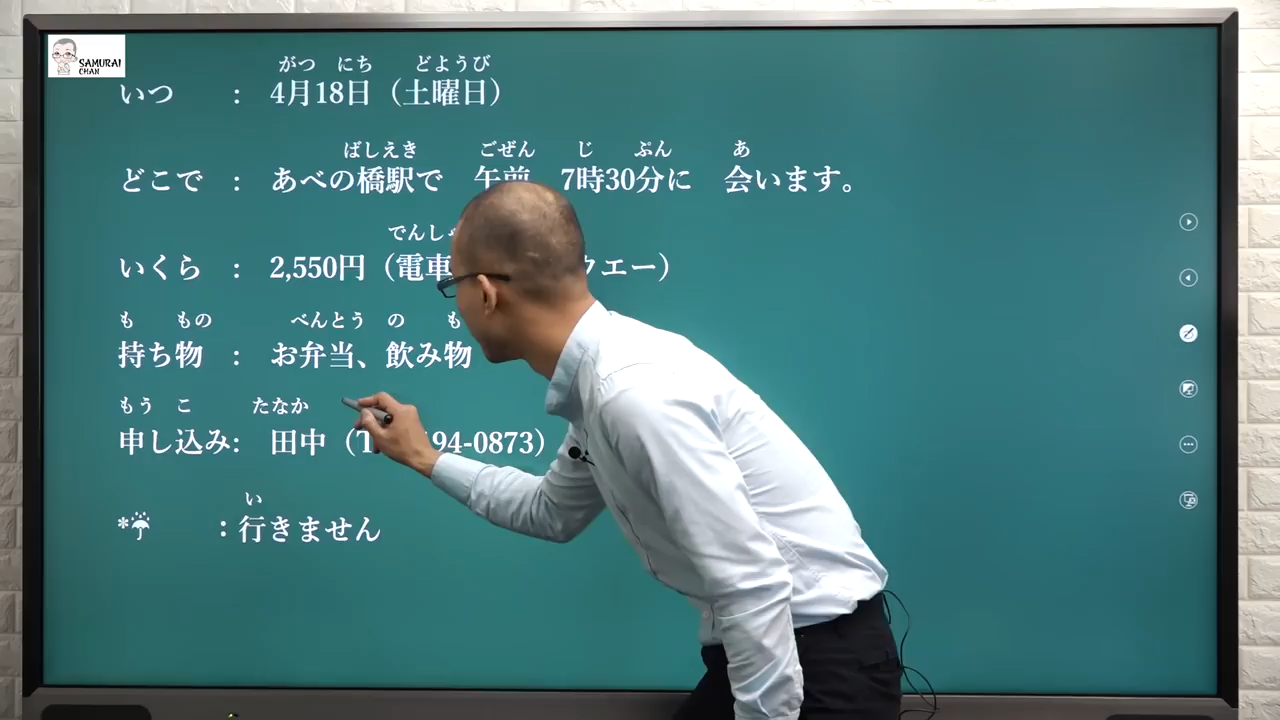 SAMURAI
CHAN
がつ にち どようび
いつ : 4月18日（土曜日）
ばしえき ごぜん じ ぷん あ
どこで : あべの橋駅で 午前 7時30分に 会います。
でんし
いくら : 2,550円（電車 ウエー）
も もの べんとう の も
持ち物 : お弁当、飲み物
もう こ たなか
申し込み: 田中（T 94-0873）
い
*☔ : 行きません